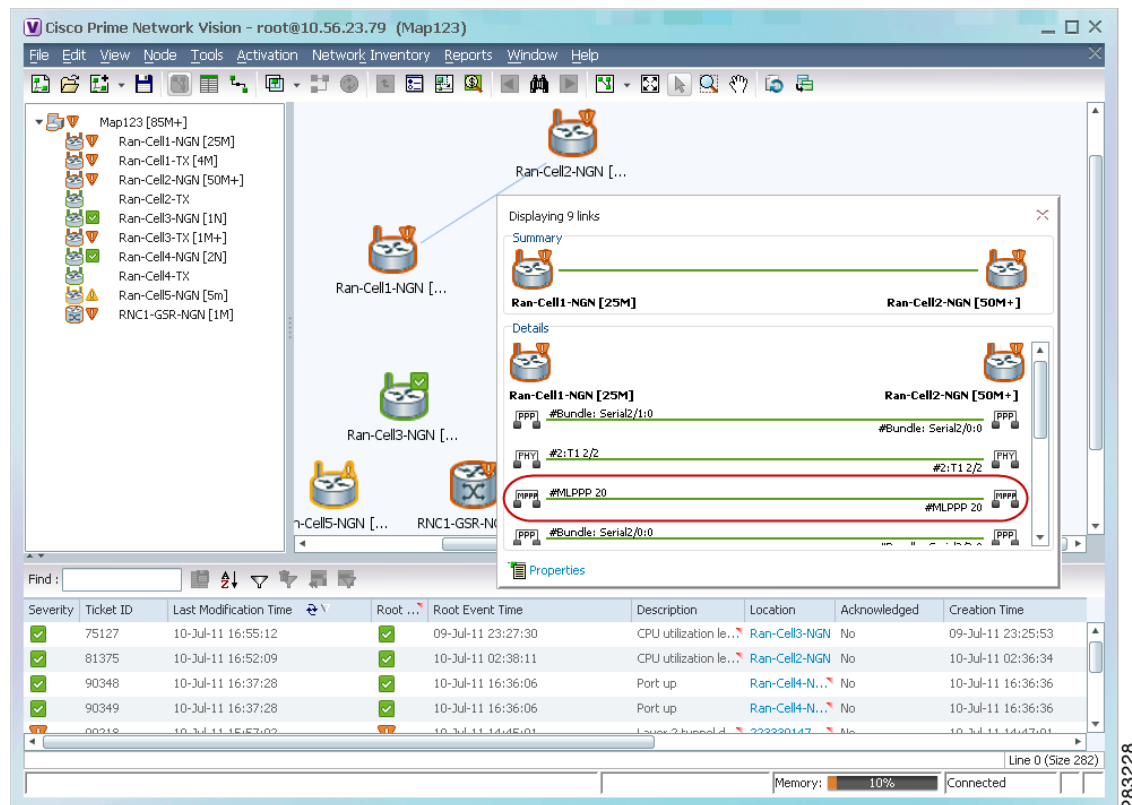 Cisco Prime Network Vision - root@10.56.23.79 (Map123)
File Edit View Node Tools Activation Network Inventory Reports Window Help
Map123 [85M+]
Ran-Cell1-NGN [25M]
Ran-Cell1-TX [4M]
Ran-Cell2-NGN [50M+]
Ran-Cell2-TX
Ran-Cell3-NGN [1N]
Ran-Cell3-TX [1M+]
Ran-Cell4-NGN [2N]
Ran-Cell4-TX
Ran-Cell5-NGN [5m]
RNC1-GSR-NGN [1M]
Ran-Cell2-NGN [...
Ran-Cell1-NGN [...
Ran-Cell3-NGN [...
n-Cell5-NGN [...
RNC1-GSR-NG
Displaying 9 links
Summary
Ran-Cell1-NGN [25M] Ran-Cell2-NGN [50M+]
Details
Ran-Cell1-NGN [25M] Ran-Cell2-NGN [50M+]
PPP #Bundle: Serial2/1:0 PPP
#Bundle: Serial2/0:0
PHY #2:T1 2/2 PHY
#2:T1 2/2
MPPP #MLPPP 20 MPPP
#MLPPP 20
PPP #Bundle: Serial2/0:0 PPP
Properties
Find :
Severity Ticket ID Last Modification Time Root ... Root Event Time Description Location Acknowledged Creation Time
75127 10-Jul-11 16:55:12 09-Jul-11 23:27:30 CPU utilization le... Ran-Cell3-NGN No 09-Jul-11 23:25:53
81375 10-Jul-11 16:52:09 10-Jul-11 02:38:11 CPU utilization le... Ran-Cell2-NGN No 10-Jul-11 02:36:34
90348 10-Jul-11 16:37:28 10-Jul-11 16:36:06 Port up Ran-Cell4-N... No 10-Jul-11 16:36:36
90349 10-Jul-11 16:37:28 10-Jul-11 16:36:06 Port up Ran-Cell4-N... No 10-Jul-11 16:36:36
Line 0 (Size 282)
Memory: 10% Connected
283228